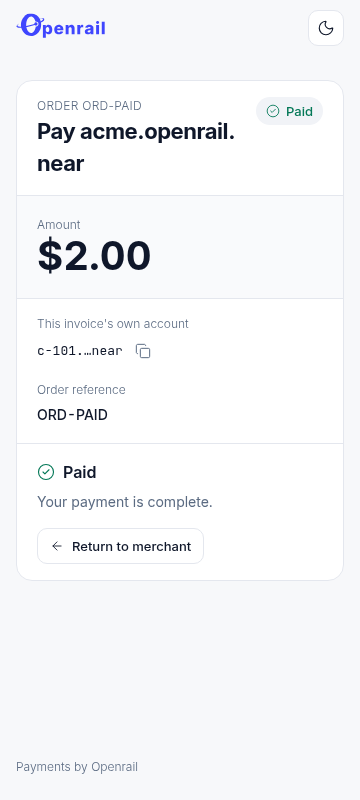 Openrail
ORDER ORD-PAID
Paid
Pay acme.openrail.
near
Amount
$2.00
This invoice's own account
c-101.…near
Order reference
ORD-PAID
Paid
Your payment is complete.
Return to merchant
Payments by Openrail